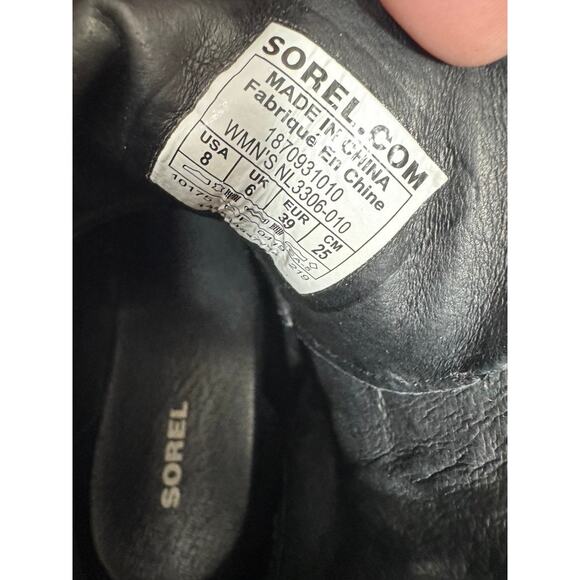 SOREL.COM
MADE IN CHINA
Fabriqué En Chine
1870931010
WMN'S NL3306-010
USA UK EUR CM
8 6 39 25
SOREL